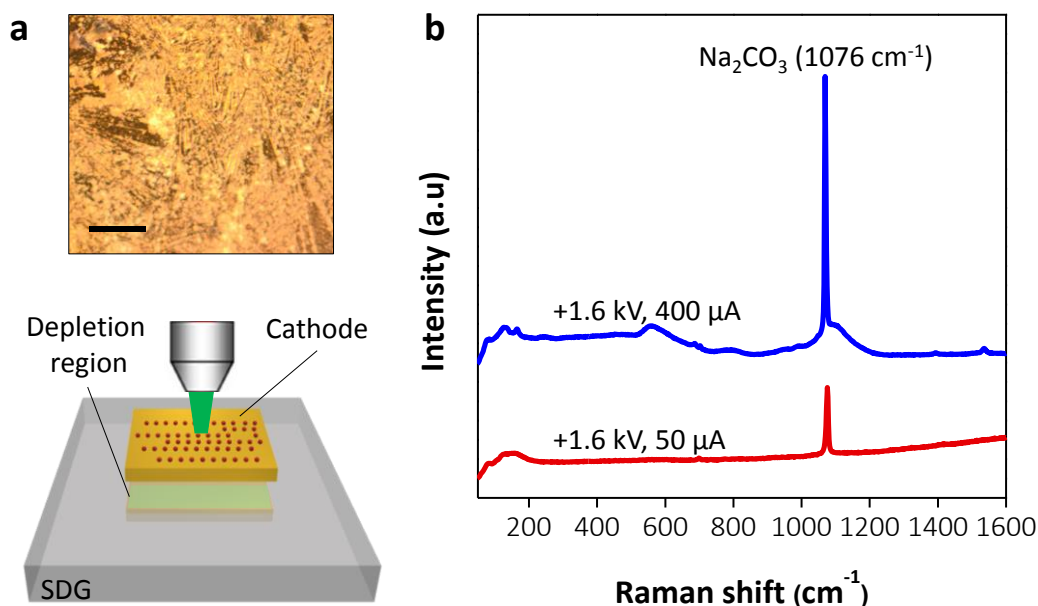 a
Depletion
region
Cathode
SDG
b
Na₂CO₃ (1076 cm⁻¹)
+1.6 kV, 400 µA
+1.6 kV, 50 µA
Intensity (a.u)
200 400 600 800 1000 1200 1400 1600
Raman shift (cm⁻¹)